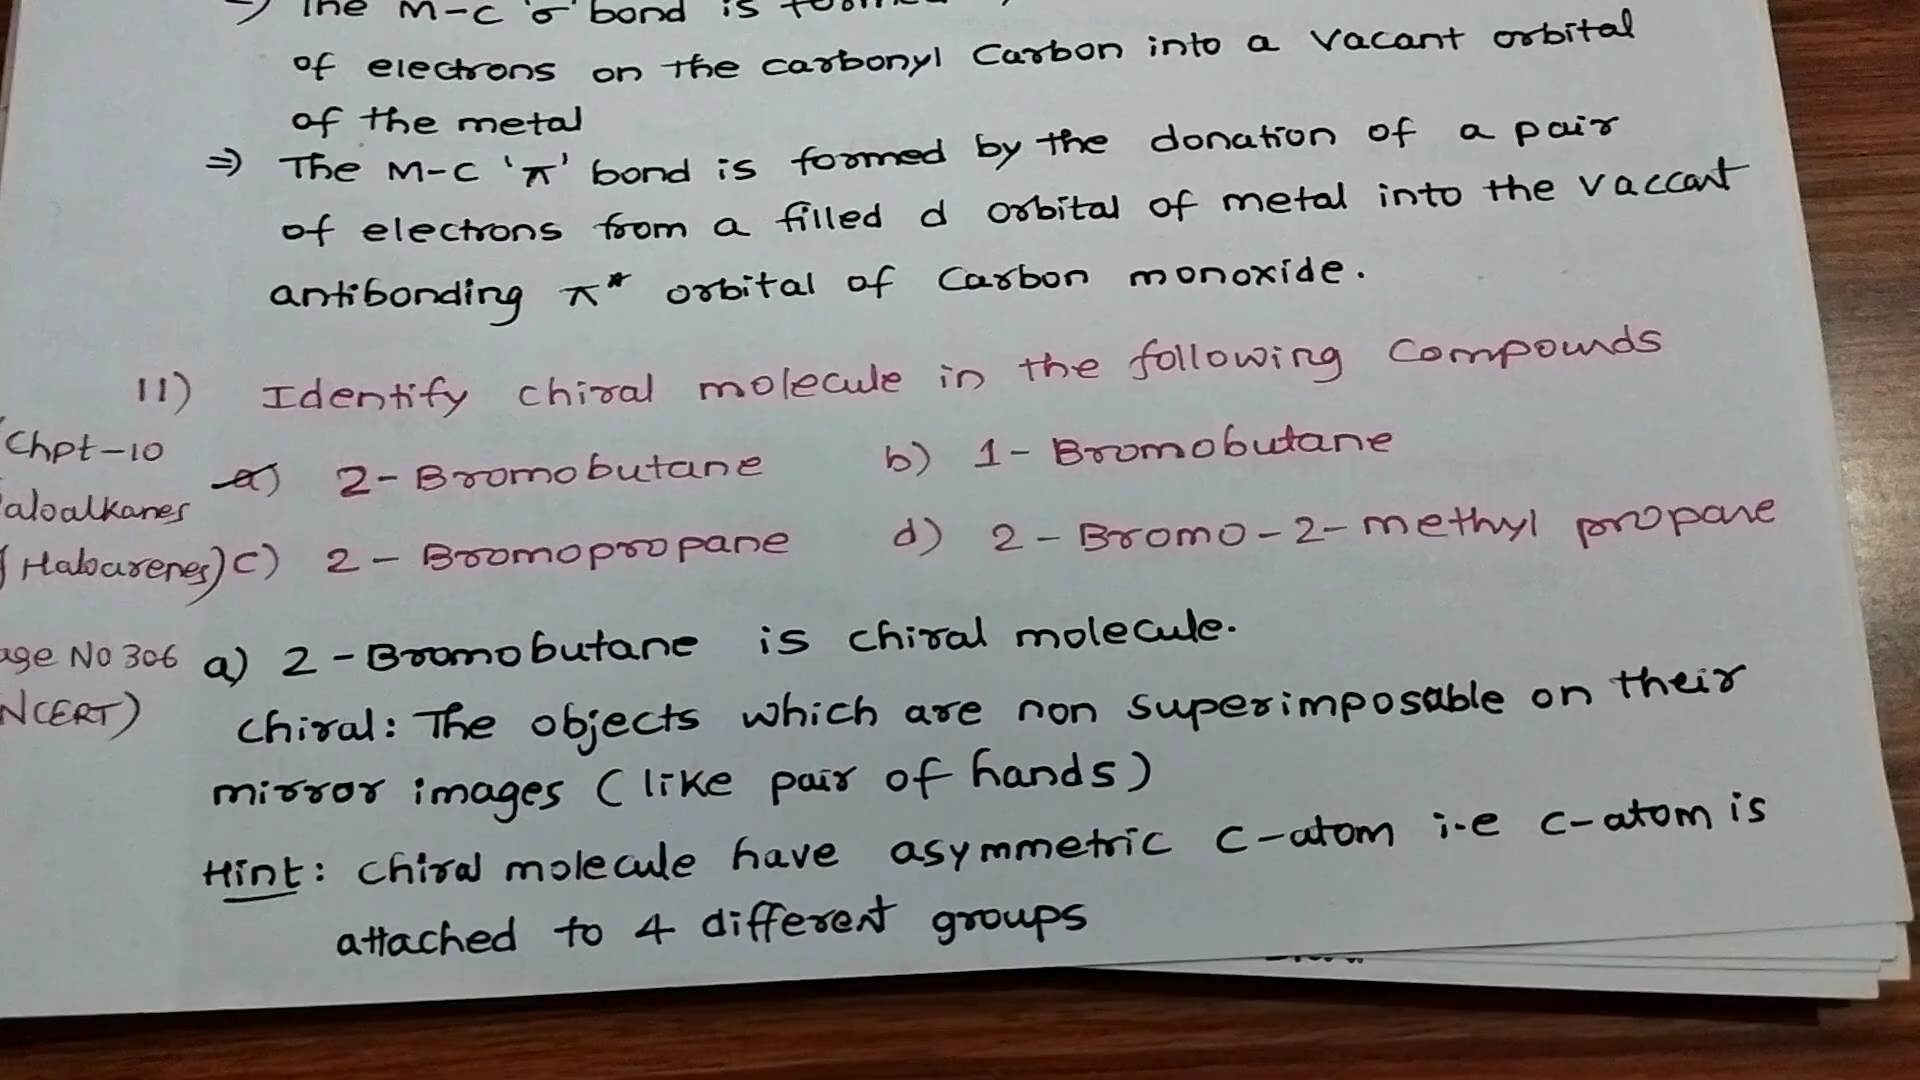 The M-C 'σ' bond is
of electrons on the carbonyl Carbon into a vacant orbital
of the metal
⇒ The M-C 'π' bond is formed by the donation of a pair
of electrons from a filled d orbital of metal into the vaccant
antibonding π* orbital of Carbon monoxide.
11) Identify chiral molecule in the following Compounds
Chpt-10
a) 2-Bromobutane b) 1-Bromobutane
aloalkanes
Haloarenes) c) 2-Bromopropane d) 2-Bromo-2-methyl propane
age No 306
a) 2-Bromobutane is chiral molecule.
NCERT)
Chiral: The objects which are non superimposable on their
mirror images (like pair of hands)
Hint: chiral molecule have asymmetric C-atom i.e C-atom is
attached to 4 different groups